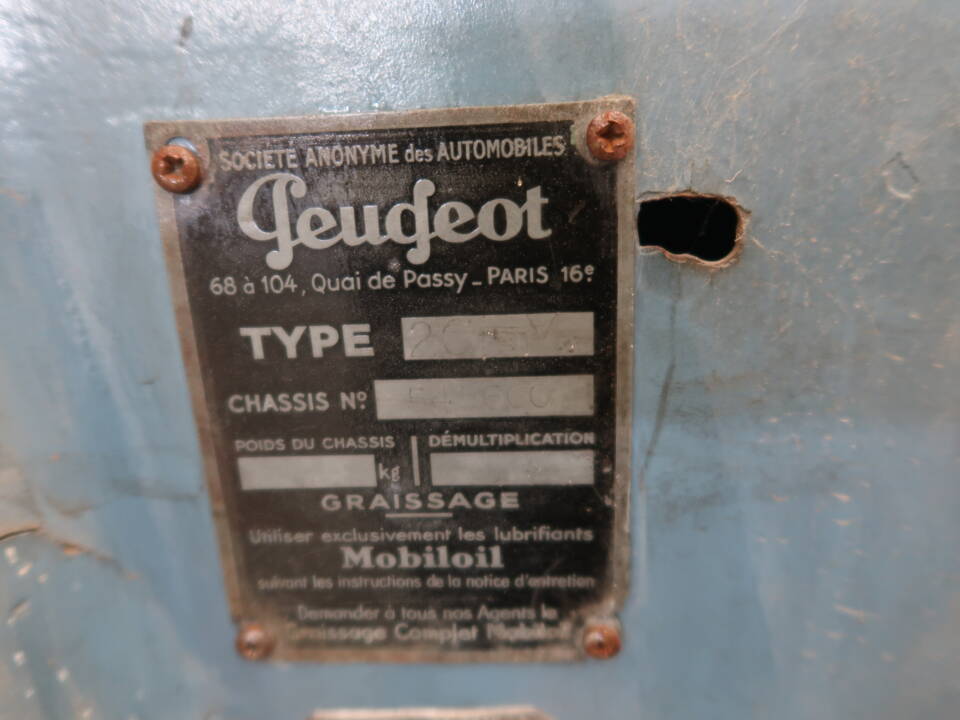 SOCIETE ANONYME des AUTOMOBILES
Peugeot
68 à 104, Quai de Passy - PARIS 16e
TYPE
CHASSIS No
POIDS DU CHASSIS DÉMULTIPLICATION
kg
GRAISSAGE
Utiliser exclusivement les lubrifiants
Mobiloil
suivant les instructions de la notice d'entretien
Demander à tous nos Agents le
Graissage Complet Mobiloil